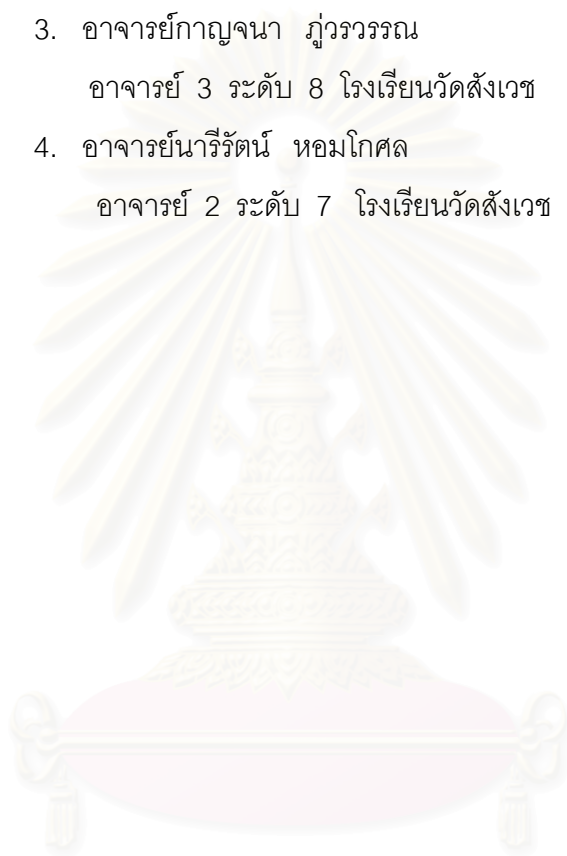 3. อาจารย์กาญจนา ภู่วรวรรณ
อาจารย์ 3 ระดับ 8 โรงเรียนวัดสังเวช
4. อาจารย์นารีรัตน์ หอมโกศล
อาจารย์ 2 ระดับ 7 โรงเรียนวัดสังเวช